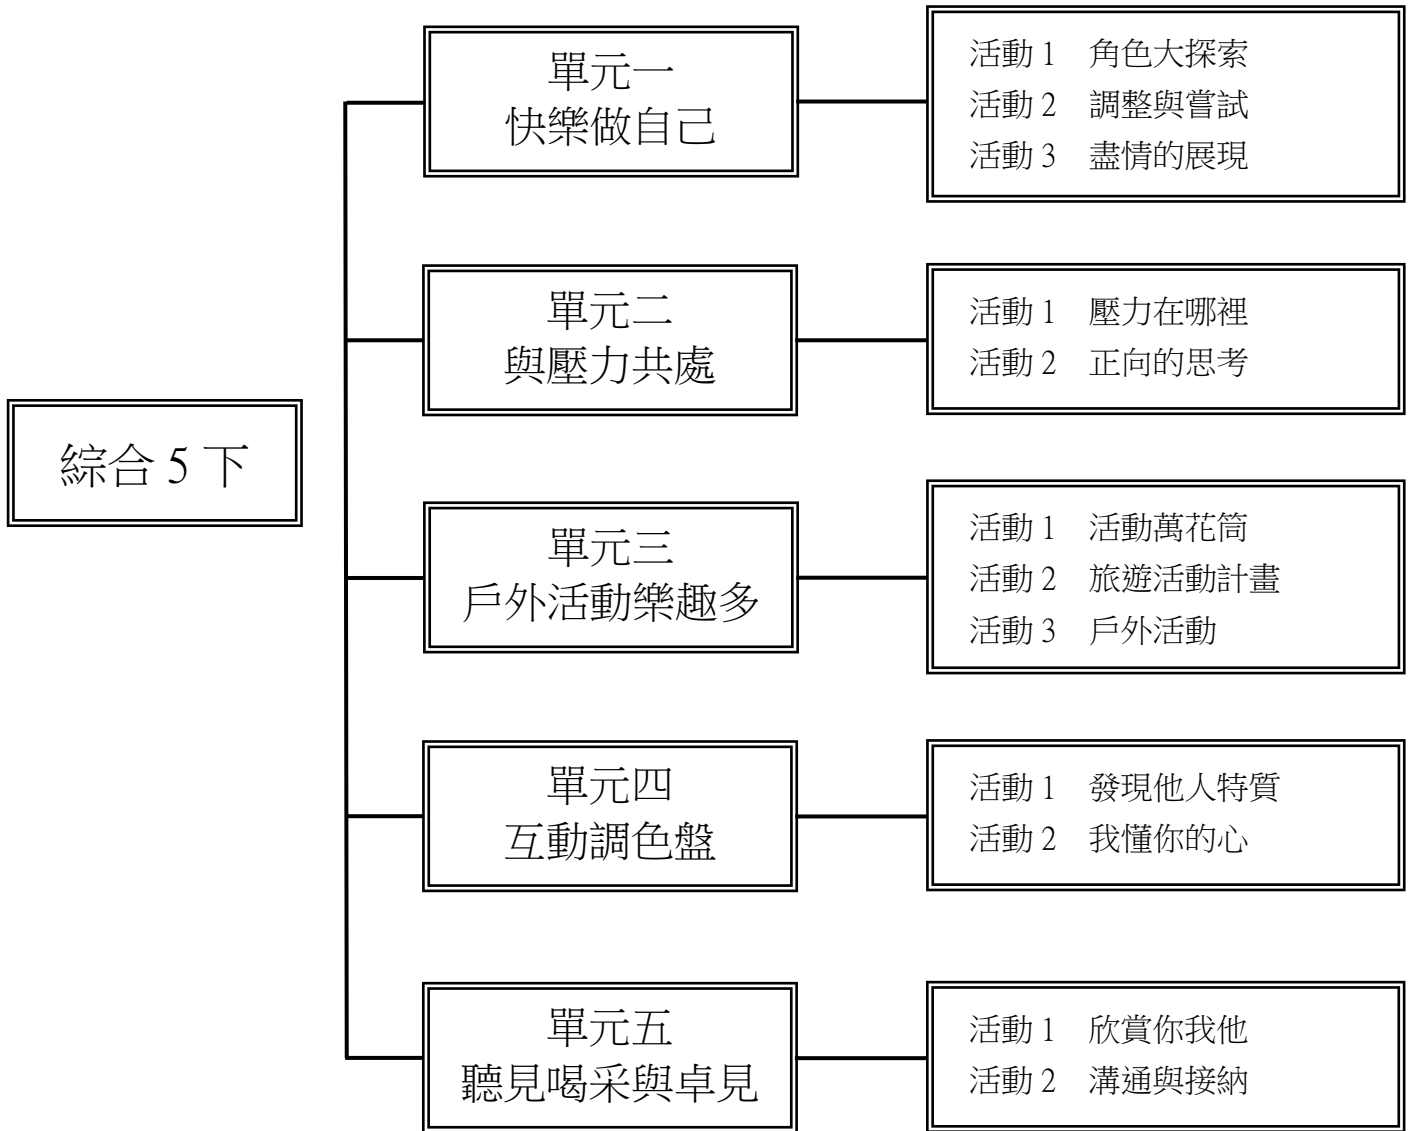 綜合 5 下
單元一
快樂做自己
活動 1 角色大探索
活動 2 調整與嘗試
活動 3 盡情的展現
單元二
與壓力共處
活動 1 壓力在哪裡
活動 2 正向的思考
單元三
戶外活動樂趣多
活動 1 活動萬花筒
活動 2 旅遊活動計畫
活動 3 戶外活動
單元四
互動調色盤
活動 1 發現他人特質
活動 2 我懂你的心
單元五
聽見喝采與卓見
活動 1 欣賞你我他
活動 2 溝通與接納